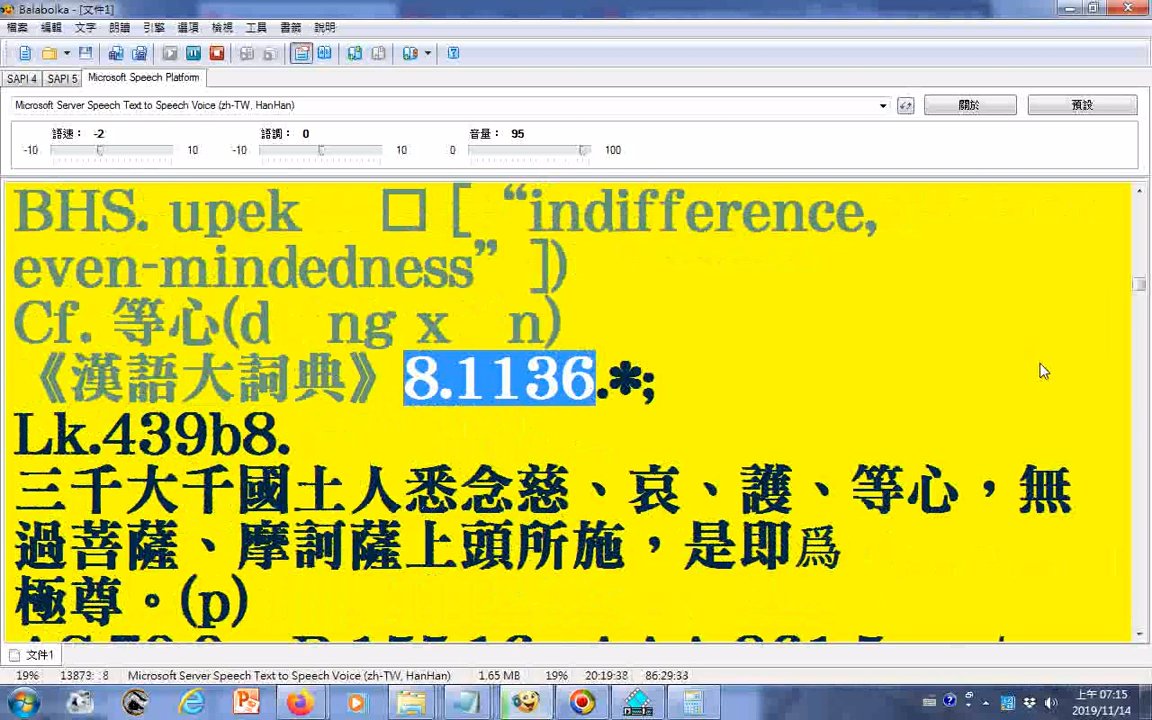 Balabolka - [文件1]
檔案 編輯 文字 朗讀 引擎 選項 檢視 工具 書籤 說明
SAPI 4 SAPI 5 Microsoft Speech Platform
Microsoft Server Speech Text to Speech Voice (zh-TW, HanHan) 關於 預設
語速： -2 語調： 0 音量： 95
-10 10 -10 10 0 100
BHS. upek □ [ “indifference,
even-mindedness” ])
Cf. 等心(d ng x n)
《漢語大詞典》 8.1136.*;
Lk.439b8.
三千大千國土人悉念慈、哀、護、等心，無
過菩薩、摩訶薩上頭所施，是即爲
極尊。(p)
文件1
19% 13873: :8 Microsoft Server Speech Text to Speech Voice (zh-TW, HanHan) 1.65 MB 19% 20:19:38 86:29:33
上午 07:15
2019/11/14